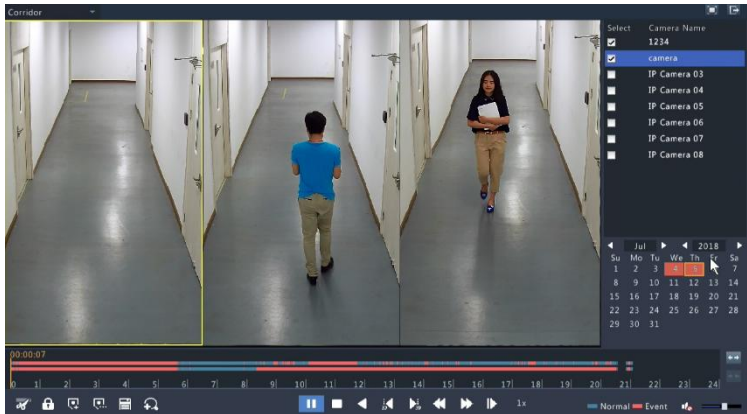 Corridor
Select Camera Name
1234
camera
IP Camera 03
IP Camera 04
IP Camera 05
IP Camera 06
IP Camera 07
IP Camera 08
Jul 2018
Su Mo Tu We Th Fr Sa
1 2 3 4 5 7
8 9 10 11 12 13 14
15 16 17 18 19 20 21
22 23 24 25 26 27 28
29 30 31
00:00:07
0 1 2 3 4 5 6 7 8 9 10 11 12 13 14 15 16 17 18 19 20 21 22 23 24
1x
Normal Event